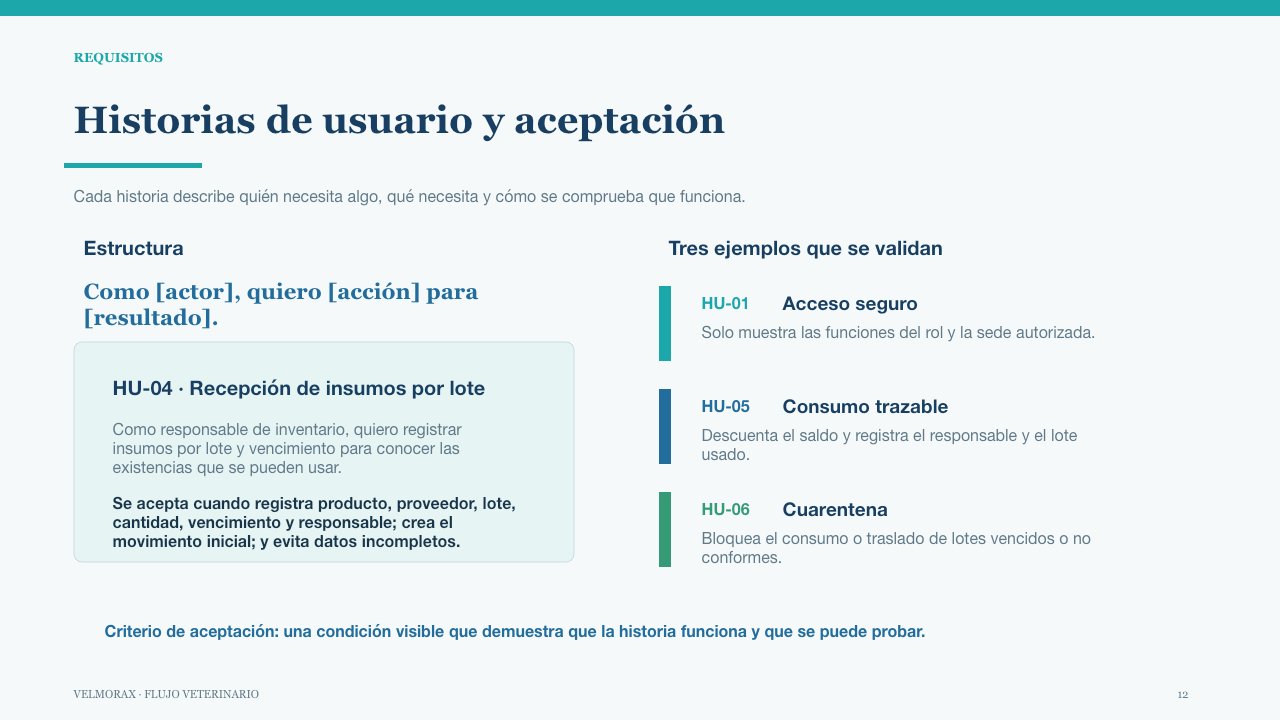 REQUISITOS
Historias de usuario y aceptación
Cada historia describe quién necesita algo, qué necesita y cómo se comprueba que funciona.
Estructura
Como [actor], quiero [acción] para
[resultado].
HU-04 · Recepción de insumos por lote
Como responsable de inventario, quiero registrar
insumos por lote y vencimiento para conocer las
existencias que se pueden usar.
Se acepta cuando registra producto, proveedor, lote,
cantidad, vencimiento y responsable; crea el
movimiento inicial; y evita datos incompletos.
Tres ejemplos que se validan
HU-01 Acceso seguro
Solo muestra las funciones del rol y la sede autorizada.
HU-05 Consumo trazable
Descuenta el saldo y registra el responsable y el lote
usado.
HU-06 Cuarentena
Bloquea el consumo o traslado de lotes vencidos o no
conformes.
Criterio de aceptación: una condición visible que demuestra que la historia funciona y que se puede probar.
VELMORAX · FLUJO VETERINARIO
12